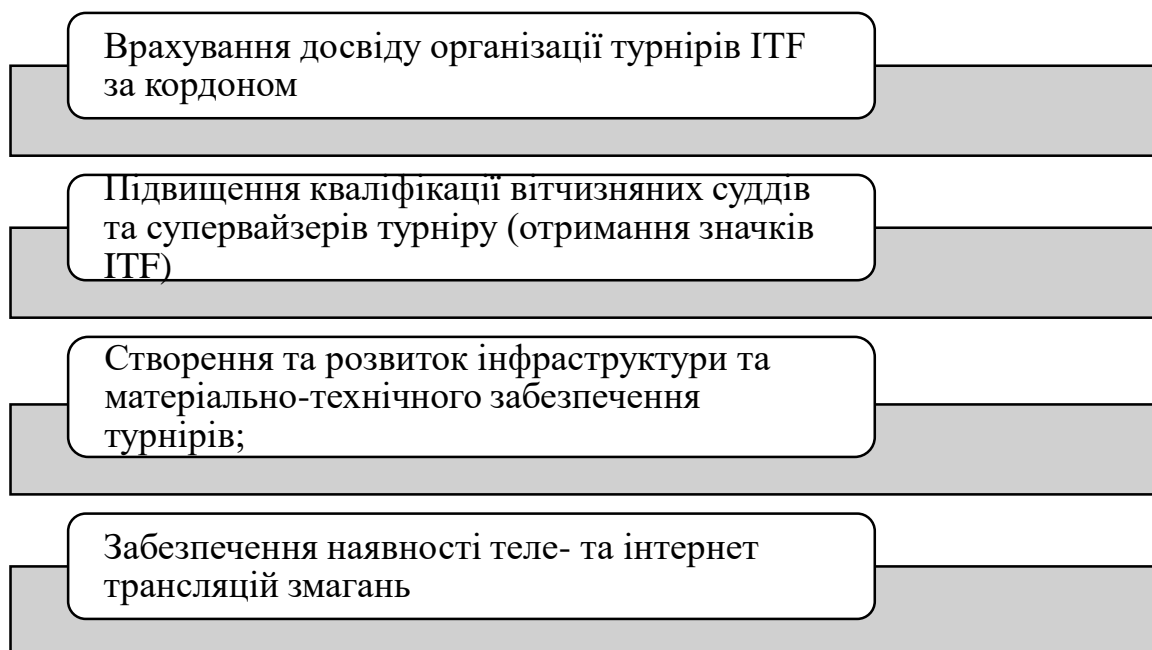 Врахування досвіду організації турнірів ITF
за кордоном
Підвищення кваліфікації вітчизняних суддів
та супервайзерів турніру (отримання значків
ITF)
Створення та розвиток інфраструктури та
матеріально-технічного забезпечення
турнірів;
Забезпечення наявності теле- та інтернет
трансляцій змагань